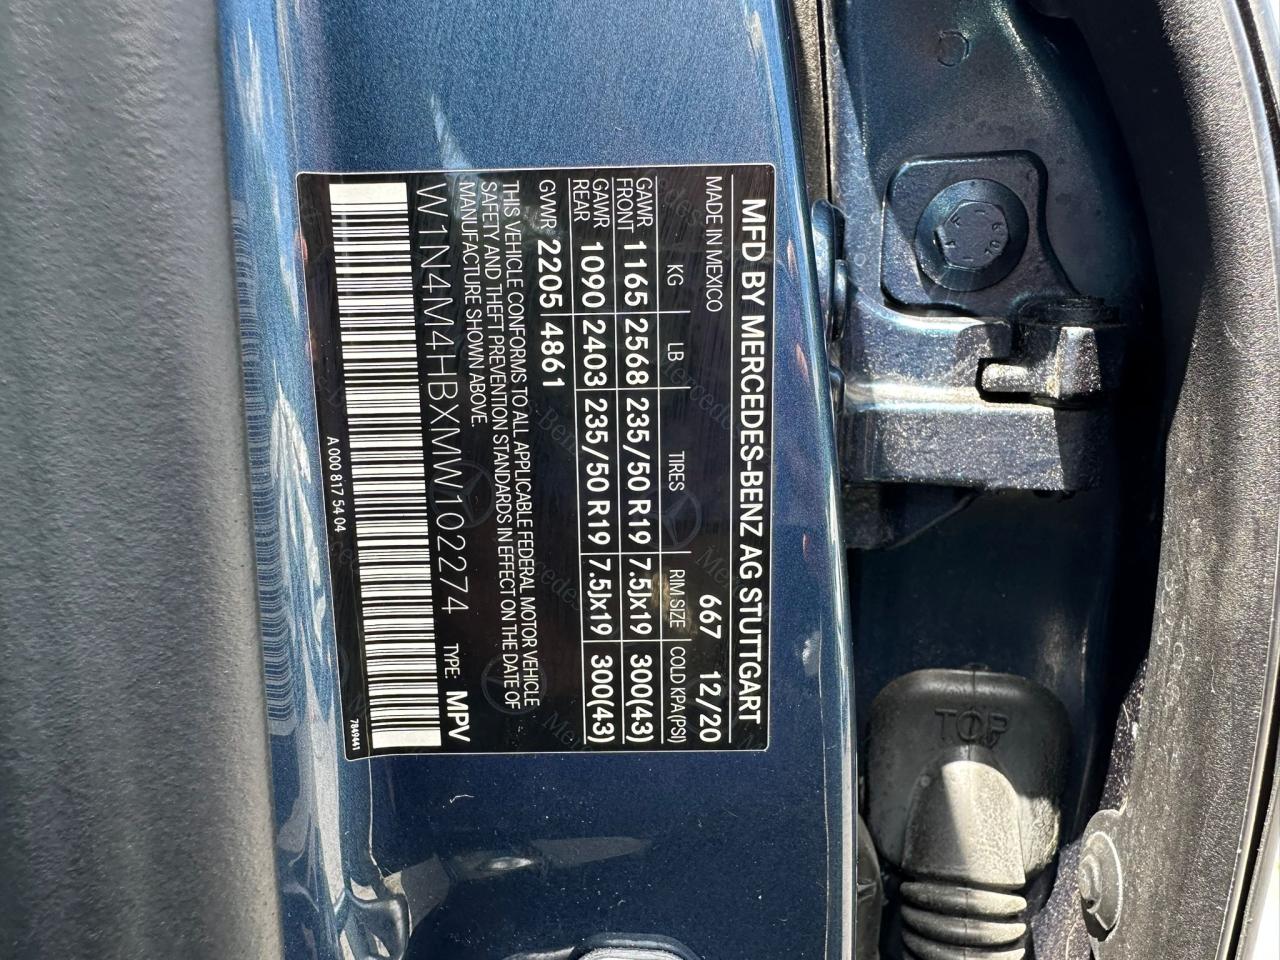 MFD BY MERCEDES-BENZ AG STUTTGART
MADE IN MEXICO 667 12/20
KG LB TIRES RIM SIZE COLD KPA(PSI)
GAWR FRONT 1165 2568 235/50 R19 7.5Jx19 300(43)
GAWR REAR 1090 2403 235/50 R19 7.5Jx19 300(43)
GVWR 2205 4861
THIS VEHICLE CONFORMS TO ALL APPLICABLE FEDERAL MOTOR VEHICLE
SAFETY AND THEFT PREVENTION STANDARDS IN EFFECT ON THE DATE OF
MANUFACTURE SHOWN ABOVE.
W1N4M4HBXMW102274 TYPE: MPV
A 000 817 54 04
7849441
TOP